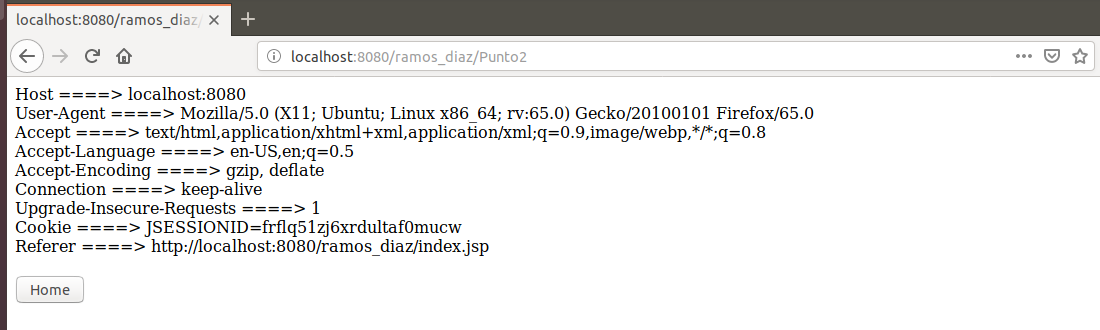 localhost:8080/ramos_diaz/
localhost:8080/ramos_diaz/Punto2
Host ====> localhost:8080
User-Agent ====> Mozilla/5.0 (X11; Ubuntu; Linux x86_64; rv:65.0) Gecko/20100101 Firefox/65.0
Accept ====> text/html,application/xhtml+xml,application/xml;q=0.9,image/webp,*/*;q=0.8
Accept-Language ====> en-US,en;q=0.5
Accept-Encoding ====> gzip, deflate
Connection ====> keep-alive
Upgrade-Insecure-Requests ====> 1
Cookie ====> JSESSIONID=frflq51zj6xrdultaf0mucw
Referer ====> http://localhost:8080/ramos_diaz/index.jsp
Home